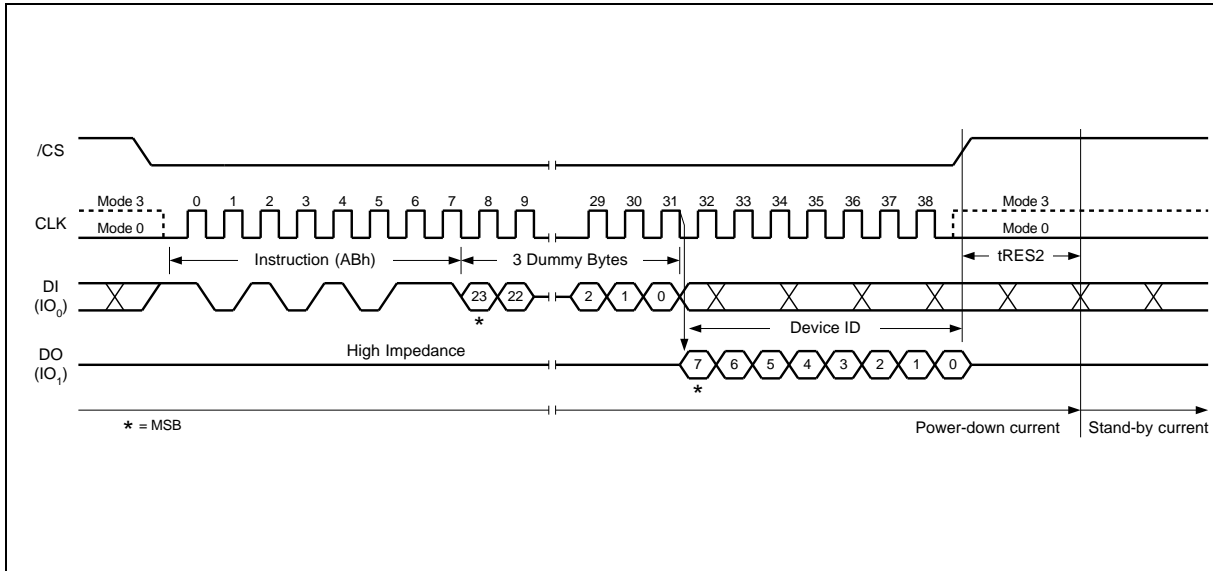 /CS
Mode 3 0 1 2 3 4 5 6 7 8 9 29 30 31 32 33 34 35 36 37 38 Mode 3
CLK
Mode 0 Mode 0
Instruction (ABh) 3 Dummy Bytes tRES2
DI
(IO0)
23 22 2 1 0
*
Device ID
High Impedance
DO
(IO1)
7 6 5 4 3 2 1 0
*
* = MSB
Power-down current Stand-by current